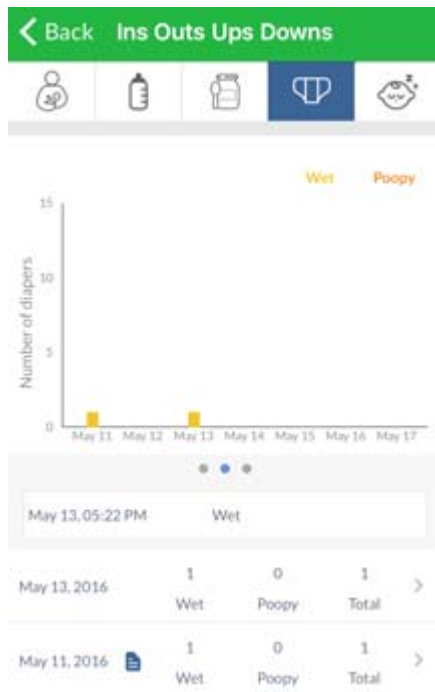 Back Ins Outs Ups Downs
Wet Poopy
15
10
5
0
Number of diapers
May 11 May 12 May 13 May 14 May 15 May 16 May 17
May 13, 05:22 PM Wet
1 0 1
May 13, 2016
Wet Poopy Total
1 0 1
May 11, 2016
Wet Poopy Total